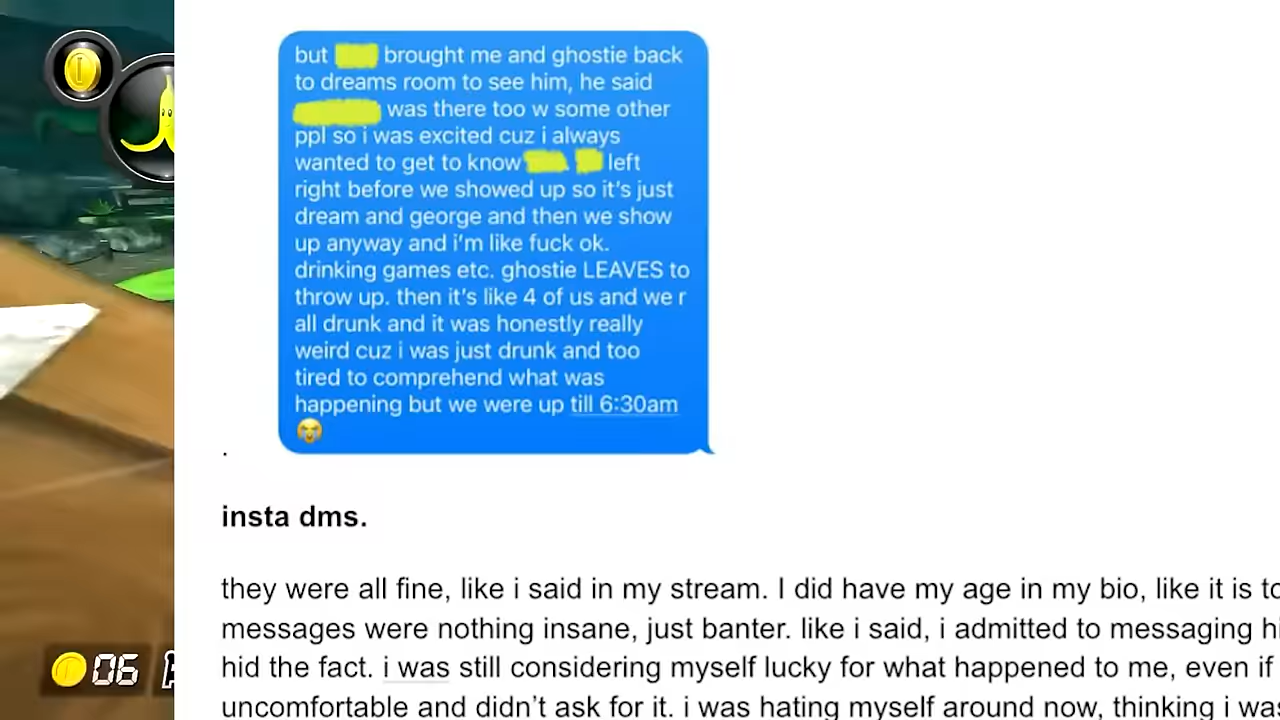 but brought me and ghostie back
to dreams room to see him, he said
was there too w some other
ppl so i was excited cuz i always
wanted to get to know left
right before we showed up so it's just
dream and george and then we show
up anyway and i'm like fuck ok.
drinking games etc. ghostie LEAVES to
throw up. then it's like 4 of us and we r
all drunk and it was honestly really
weird cuz i was just drunk and too
tired to comprehend what was
happening but we were up till 6:30am
😭
.
insta dms.
they were all fine, like i said in my stream. I did have my age in my bio, like it is to
messages were nothing insane, just banter. like i said, i admitted to messaging hi
hid the fact. i was still considering myself lucky for what happened to me, even if
uncomfortable and didn't ask for it. i was hating myself around now, thinking i was
06